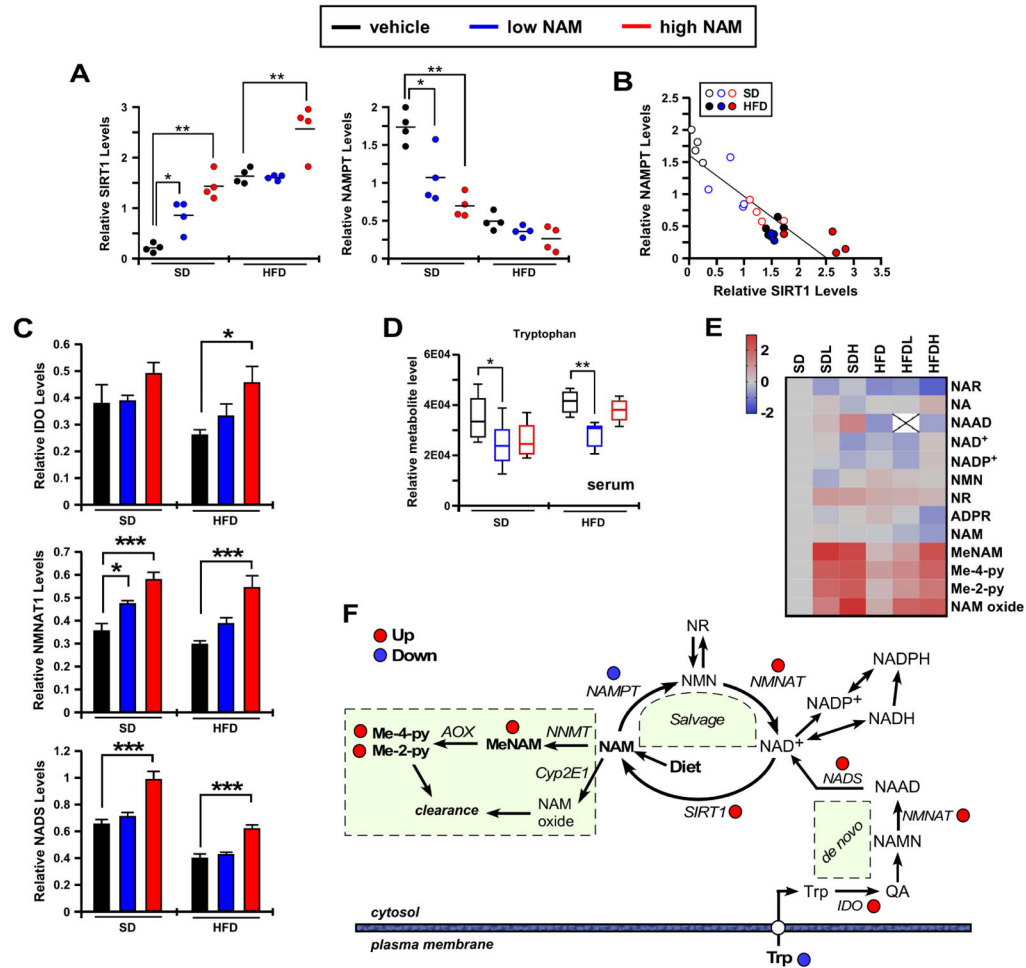 vehicle low NAM high NAM
A
Relative SIRT1 Levels
3
2.5
2
1.5
1
0.5
0
*
**
**
SD HFD
Relative NAMPT Levels
2
1.5
1
0.5
0
**
*
SD HFD
B
SD
HFD
Relative NAMPT Levels
2.5
2
1.5
1
0.5
0
0 0.5 1 1.5 2 2.5 3 3.5
Relative SIRT1 Levels
C
Relative IDO Levels
0.6
0.5
0.4
0.3
0.2
0.1
0
*
SD HFD
Relative NMNAT1 Levels
0.7
0.6
0.5
0.4
0.3
0.2
0.1
0
***
*
***
SD HFD
Relative NADS Levels
1.2
1
0.8
0.6
0.4
0.2
0
***
***
SD HFD
D
Tryptophan
Relative metabolite level
6E04
4E04
2E04
0
*
**
serum
SD HFD
E
2
1
0
-1
-2
SD SDL SDH HFD HFDL HFDH
NAR
NA
NAAD
NAD+
NADP+
NMN
NR
ADPR
NAM
MeNAM
Me-4-py
Me-2-py
NAM oxide
F
Up
Down
NR
NAMPT
NMN
NMNAT
NADPH
NADP+
NADH
Salvage
NAD+
Me-4-py
Me-2-py
AOX
MeNAM
NNMT
NAM
Diet
Cyp2E1
clearance
NAM
oxide
SIRT1
NADS
NAAD
NMNAT
de novo
NAMN
Trp
QA
IDO
cytosol
plasma membrane
Trp